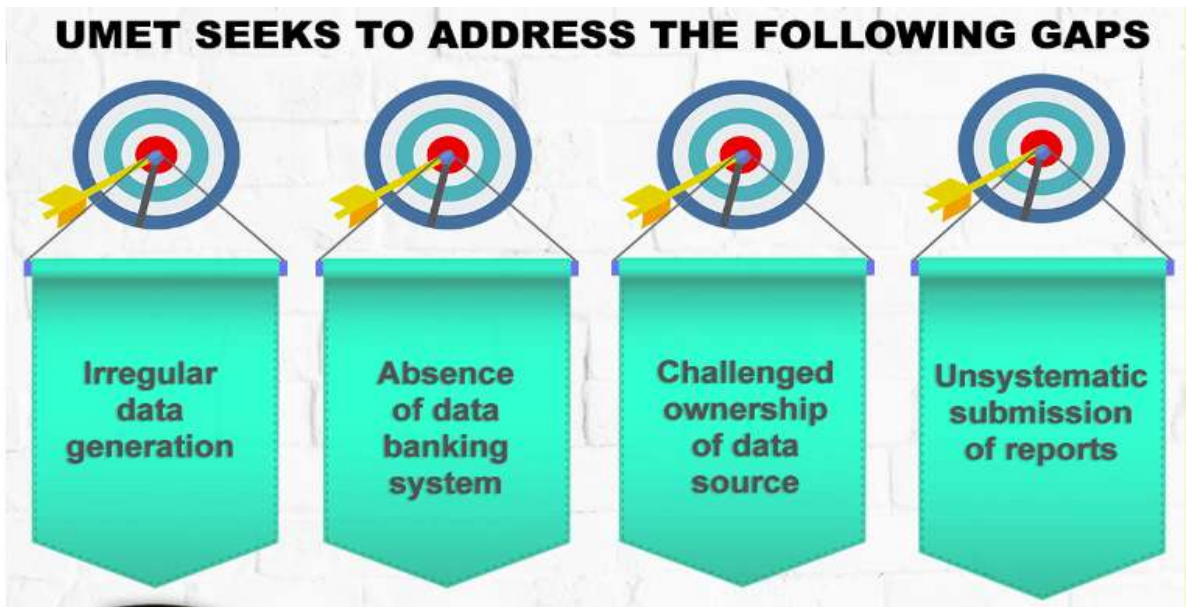 UMET SEEKS TO ADDRESS THE FOLLOWING GAPS
Irregular
data
generation
Absence
of data
banking
system
Challenged
ownership
of data
source
Unsystematic
submission
of reports